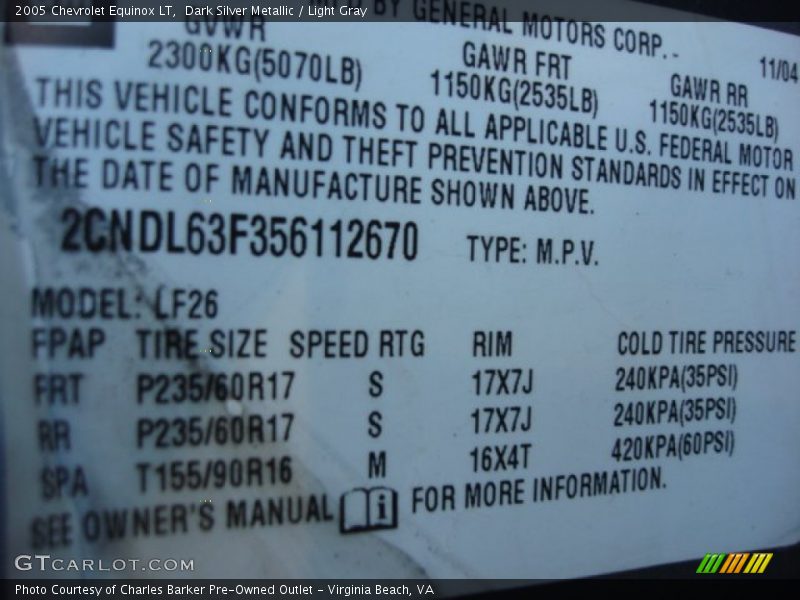 2005 Chevrolet Equinox LT,  Dark Silver Metallic / Light Gray
BY GENERAL MOTORS CORP.-
GVWR GAWR FRT GAWR RR 11/04
2300KG(5070LB) 1150KG(2535LB) 1150KG(2535LB)
THIS VEHICLE CONFORMS TO ALL APPLICABLE U.S. FEDERAL MOTOR
VEHICLE SAFETY AND THEFT PREVENTION STANDARDS IN EFFECT ON
THE DATE OF MANUFACTURE SHOWN ABOVE.
2CNDL63F356112670 TYPE: M.P.V.
MODEL: LF26
FPAP TIRE SIZE SPEED RTG RIM COLD TIRE PRESSURE
FRT P235/60R17 S 17X7J 240KPA(35PSI)
RR P235/60R17 S 17X7J 240KPA(35PSI)
SPA T155/90R16 M 16X4T 420KPA(60PSI)
SEE OWNER'S MANUAL i FOR MORE INFORMATION.
GTCARLOT.COM
Photo Courtesy of Charles Barker Pre-Owned Outlet - Virginia Beach, VA